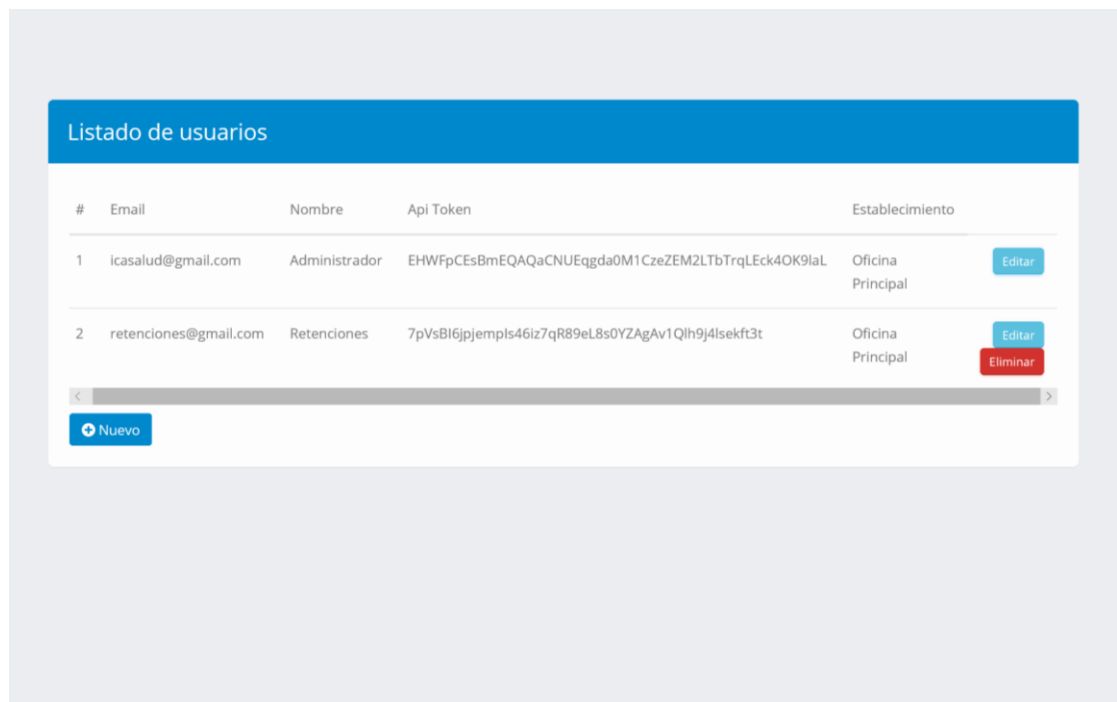 Listado de usuarios
# Email Nombre Api Token Establecimiento
1 icasalud@gmail.com Administrador EHWFpCEsBmEQAQaCNUEqgda0M1CzeZEM2LTbTrqLEck4OK9laL Oficina Editar
Principal
2 retenciones@gmail.com Retenciones 7pVsBI6jpjempls46iz7qR89eL8s0YZAgAv1Qlh9j4lsekft3t Oficina Editar
Principal Eliminar
Nuevo